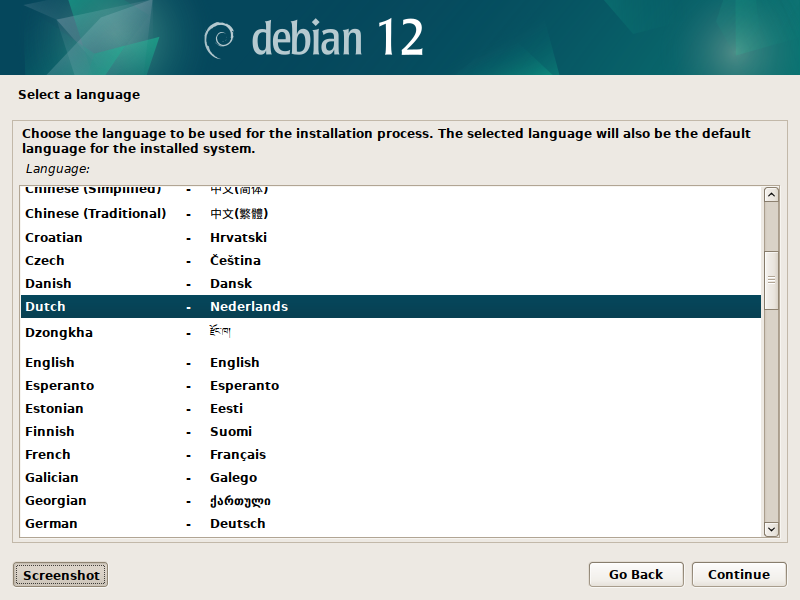 debian 12
Select a language
Choose the language to be used for the installation process. The selected language will also be the default
language for the installed system.
Language:
Chinese (Simplified) - 中文(简体)
Chinese (Traditional) - 中文(繁體)
Croatian - Hrvatski
Czech - Čeština
Danish - Dansk
Dutch - Nederlands
Dzongkha - རྫོང་ཁ།
English - English
Esperanto - Esperanto
Estonian - Eesti
Finnish - Suomi
French - Français
Galician - Galego
Georgian - ქართული
German - Deutsch
Screenshot
Go Back
Continue